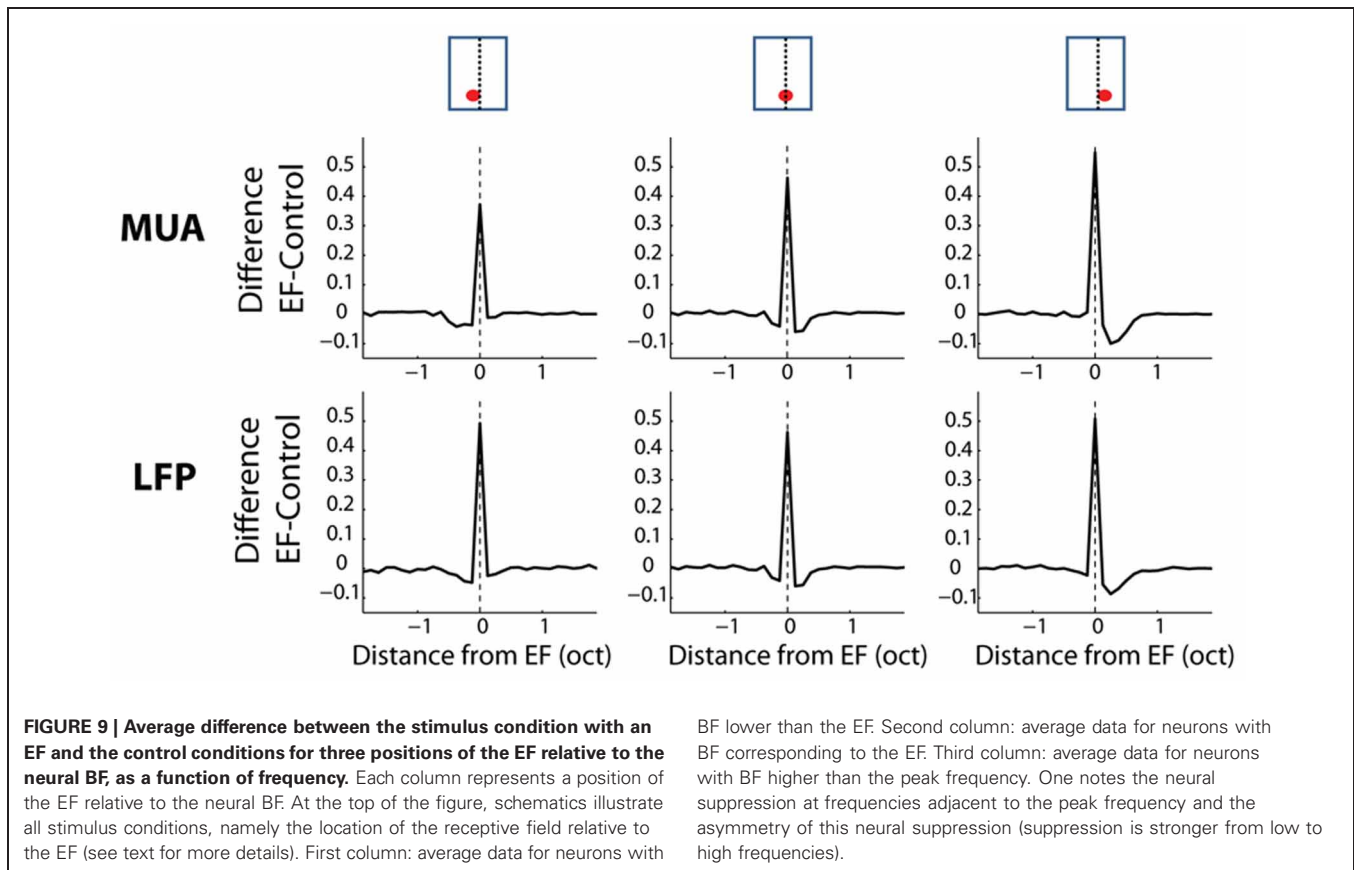 MUA
Difference
EF-Control
0.5
0.4
0.3
0.2
0.1
0
−0.1
−1 0 1
0.5
0.4
0.3
0.2
0.1
0
−0.1
−1 0 1
0.5
0.4
0.3
0.2
0.1
0
−0.1
−1 0 1
LFP
Difference
EF-Control
0.5
0.4
0.3
0.2
0.1
0
−0.1
−1 0 1
Distance from EF (oct)
0.5
0.4
0.3
0.2
0.1
0
−0.1
−1 0 1
Distance from EF (oct)
0.5
0.4
0.3
0.2
0.1
0
−0.1
−1 0 1
Distance from EF (oct)
FIGURE 9 | Average difference between the stimulus condition with an
EF and the control conditions for three positions of the EF relative to the
neural BF, as a function of frequency. Each column represents a position of
the EF relative to the neural BF. At the top of the figure, schematics illustrate
all stimulus conditions, namely the location of the receptive field relative to
the EF (see text for more details). First column: average data for neurons with
BF lower than the EF. Second column: average data for neurons with
BF corresponding to the EF. Third column: average data for neurons
with BF higher than the peak frequency. One notes the neural
suppression at frequencies adjacent to the peak frequency and the
asymmetry of this neural suppression (suppression is stronger from low to
high frequencies).